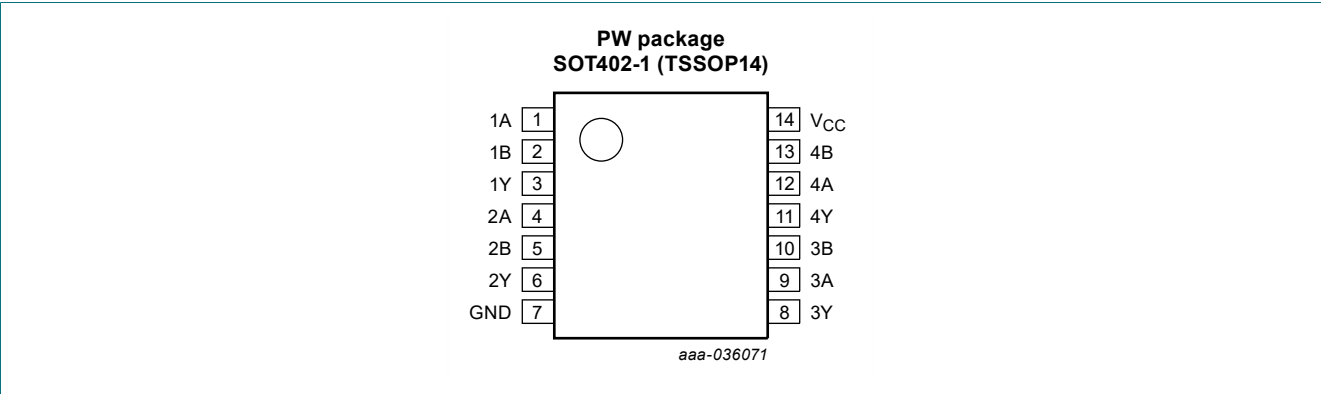 PW package
SOT402-1 (TSSOP14)
1A 1 14 VCC
1B 2 13 4B
1Y 3 12 4A
2A 4 11 4Y
2B 5 10 3B
2Y 6 9 3A
GND 7 8 3Y
aaa-036071